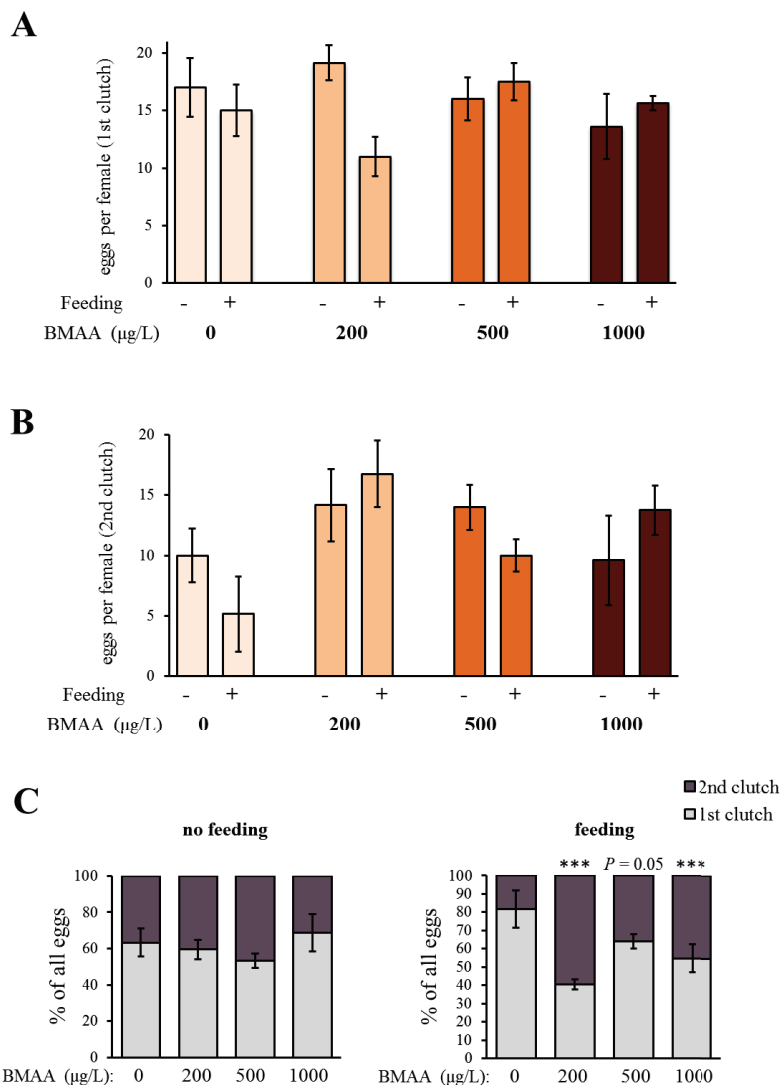 A
eggs per female (1st clutch)
20
15
10
5
0
Feeding - + - + - + - +
BMAA (µg/L) 0 200 500 1000
B
eggs per female (2nd clutch)
20
15
10
5
0
Feeding - + - + - + - +
BMAA (µg/L) 0 200 500 1000
C
2nd clutch
1st clutch
no feeding
% of all eggs
100
80
60
40
20
0
BMAA (µg/L): 0 200 500 1000
feeding
*** P = 0.05 ***
% of all eggs
100
90
80
70
60
50
40
30
20
10
0
BMAA (µg/L): 0 200 500 1000